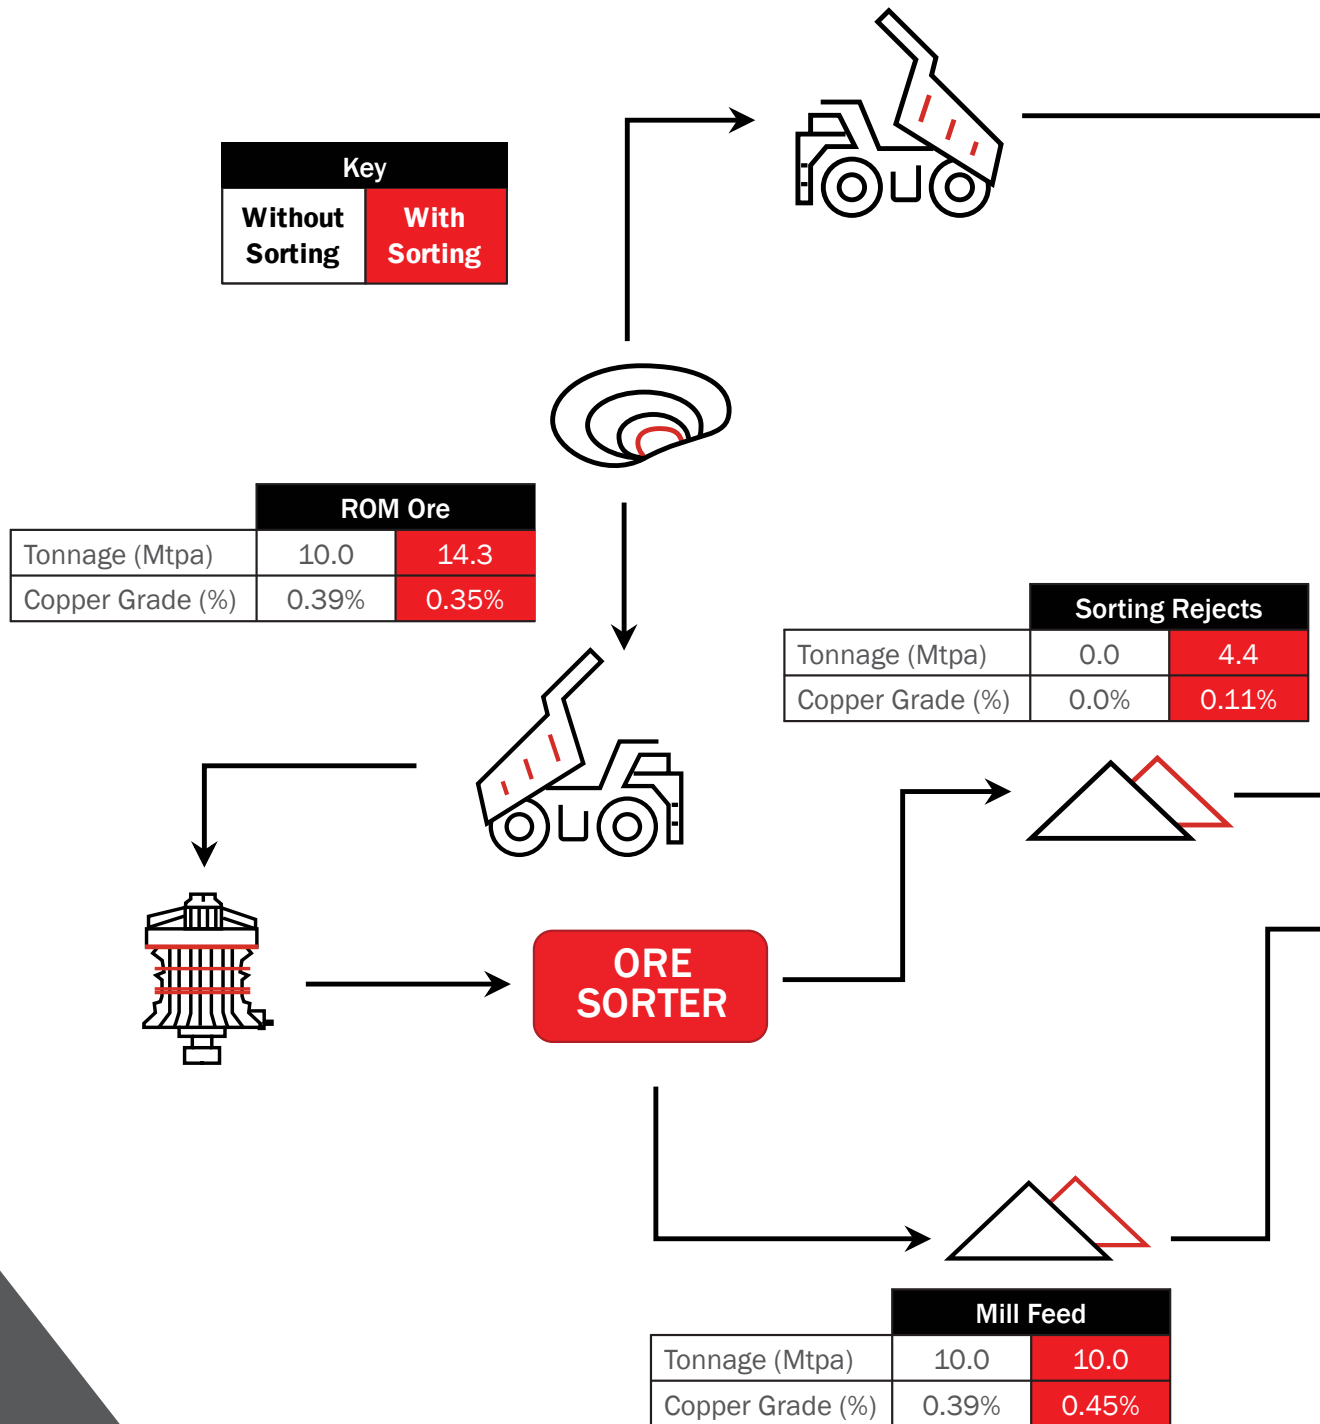 Key
Without Sorting With Sorting
ROM Ore
Tonnage (Mtpa) 10.0 14.3
Copper Grade (%) 0.39% 0.35%
Sorting Rejects
Tonnage (Mtpa) 0.0 4.4
Copper Grade (%) 0.0% 0.11%
ORE
SORTER
Mill Feed
Tonnage (Mtpa) 10.0 10.0
Copper Grade (%) 0.39% 0.45%